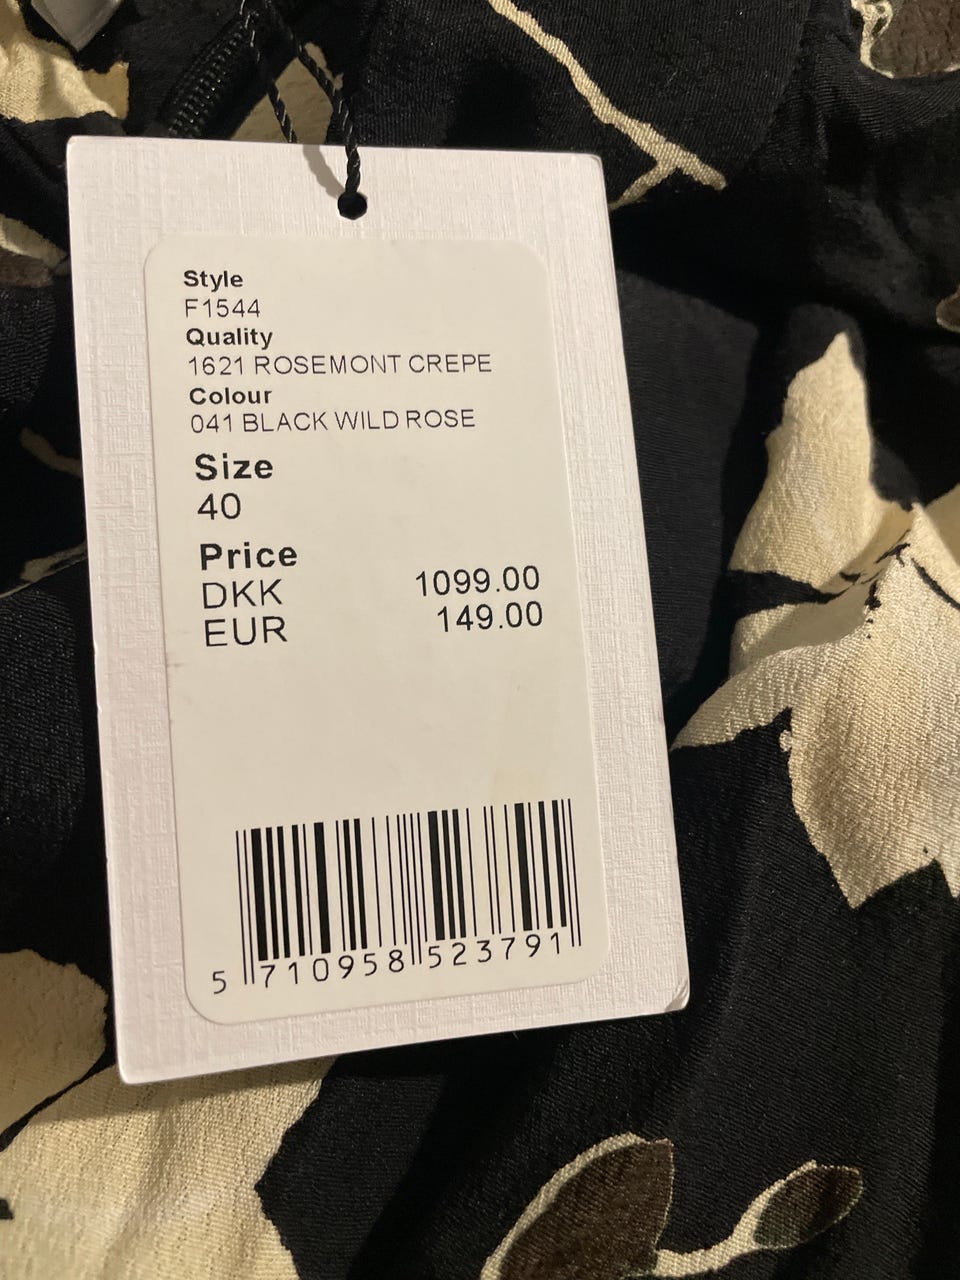 Style
F1544
Quality
1621 ROSEMONT CREPE
Colour
041 BLACK WILD ROSE
Size
40
Price
DKK 1099.00
EUR 149.00
5 710958 523791